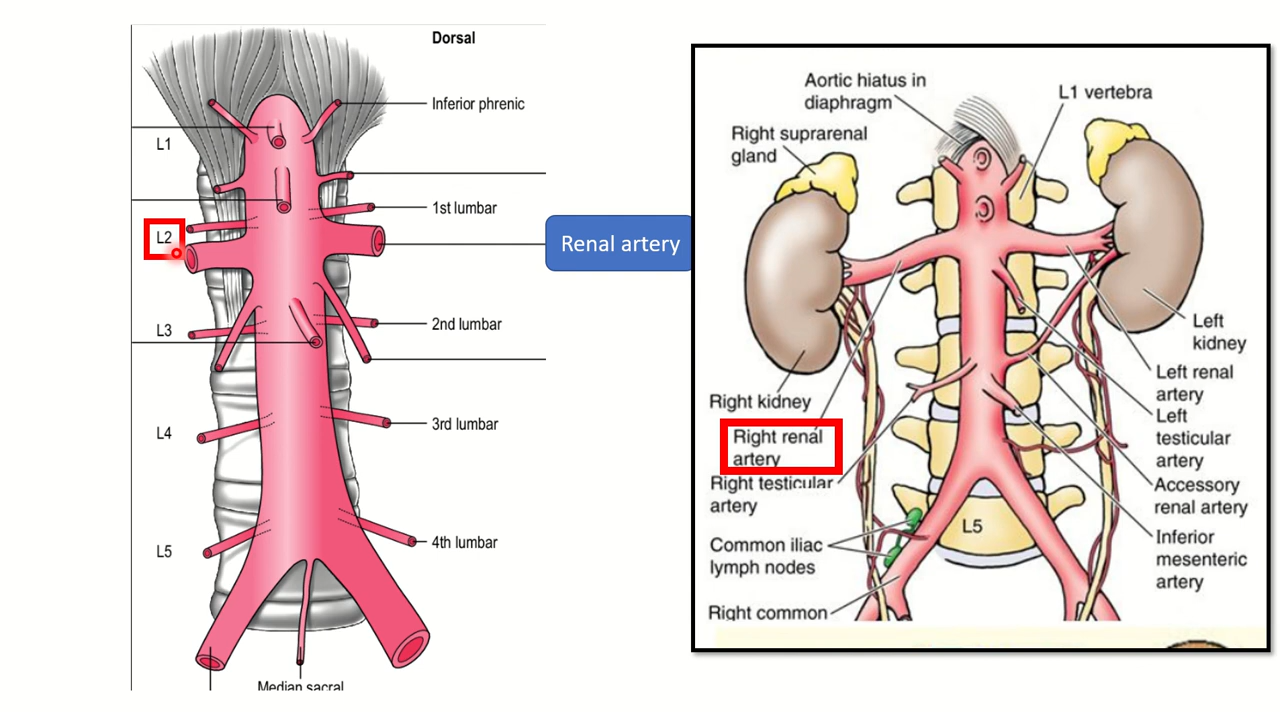 Dorsal
Inferior phrenic
L1
1st lumbar
L2
Renal artery
L3
2nd lumbar
L4
3rd lumbar
L5
4th lumbar
Median sacral
Aortic hiatus in
diaphragm
L1 vertebra
Right suprarenal
gland
Left
kidney
Left renal
artery
Right kidney
Left
testicular
artery
Right renal
artery
Right testicular
artery
Accessory
renal artery
L5
Inferior
mesenteric
artery
Common iliac
lymph nodes
Right common